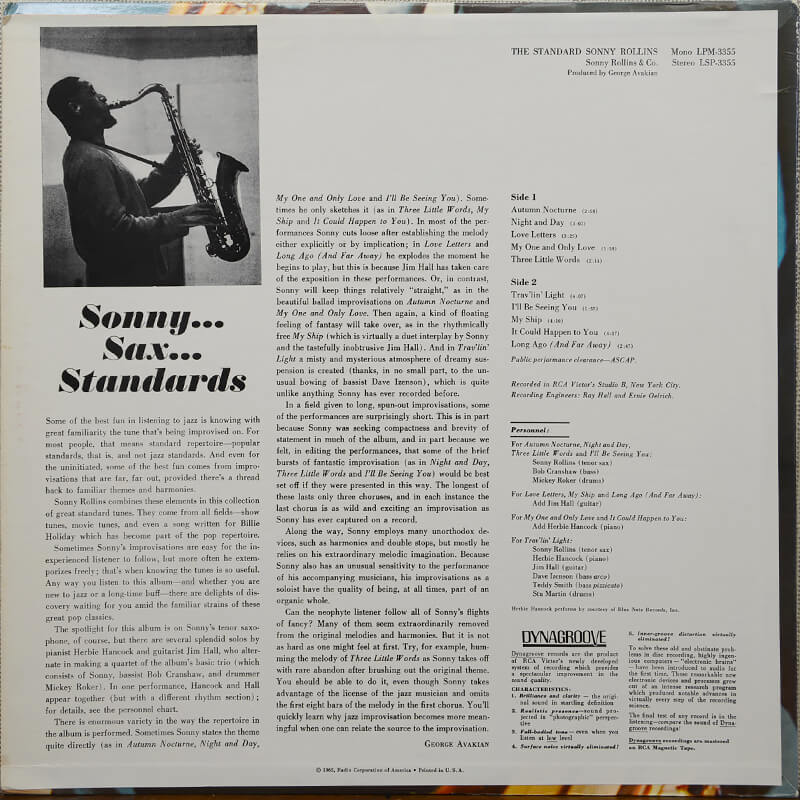 THE STANDARD SONNY ROLLINS Mono LPM-3355
Sonny Rollins & Co. Stereo LSP-3355
Produced by George Avakian
Sonny...
Sax...
Standards
Some of the best fun in listening to jazz is knowing with
great familiarity the tune that's being improvised on. For
most people, that means standard repertoire—popular
standards, that is, and not jazz standards. And even for
the uninitiated, some of the best fun comes from impro-
visations that are far, far out, provided there's a thread
back to familiar themes and harmonies.
Sonny Rollins combines these elements in this collection
of great standard tunes. They come from all fields—show
tunes, movie tunes, and even a song written for Billie
Holiday which has become part of the pop repertoire.
Sometimes Sonny's improvisations are easy for the in-
experienced listener to follow, but more often he extem-
porizes freely; that's when knowing the tunes is so useful.
Any way you listen to this album—and whether you are
new to jazz or a long-time buff—there are delights of dis-
covery waiting for you amid the familiar strains of these
great pop classics.
The spotlight for this album is on Sonny's tenor saxo-
phone, of course, but there are several splendid solos by
pianist Herbie Hancock and guitarist Jim Hall, who alter-
nate in making a quartet of the album's basic trio (which
consists of Sonny, bassist Bob Cranshaw, and drummer
Mickey Roker). In one performance, Hancock and Hall
appear together (but with a different rhythm section);
for details, see the personnel chart.
There is enormous variety in the way the repertoire in
the album is performed. Sometimes Sonny states the theme
quite directly (as in Autumn Nocturne, Night and Day,
My One and Only Love and I'll Be Seeing You). Some-
times he only sketches it (as in Three Little Words, My
Ship and It Could Happen to You). In most of the per-
formances Sonny cuts loose after establishing the melody
either explicitly or by implication; in Love Letters and
Long Ago (And Far Away) he explodes the moment he
begins to play, but this is because Jim Hall has taken care
of the exposition in these performances. Or, in contrast,
Sonny will keep things relatively "straight," as in the
beautiful ballad improvisations on Autumn Nocturne and
My One and Only Love. Then again, a kind of floating
feeling of fantasy will take over, as in the rhythmically
free My Ship (which is virtually a duet interplay by Sonny
and the tastefully inobtrusive Jim Hall). And in Trav'lin'
Light a misty and mysterious atmosphere of dreamy sus-
pension is created (thanks, in no small part, to the un-
usual bowing of bassist Dave Izenson), which is quite
unlike anything Sonny has ever recorded before.
In a field given to long, spun-out improvisations, some
of the performances are surprisingly short. This is in part
because Sonny was seeking compactness and brevity of
statement in much of the album, and in part because we
felt, in editing the performances, that some of the brief
bursts of fantastic improvisation (as in Night and Day,
Three Little Words and I'll Be Seeing You) would be best
set off if they were presented in this way. The longest of
these lasts only three choruses, and in each instance the
last chorus is as wild and exciting an improvisation as
Sonny has ever captured on a record.
Along the way, Sonny employs many unorthodox de-
vices, such as harmonics and double stops, but mostly he
relies on his extraordinary melodic imagination. Because
Sonny also has an unusual sensitivity to the performance
of his accompanying musicians, his improvisations as a
soloist have the quality of being, at all times, part of an
organic whole.
Can the neophyte listener follow all of Sonny's flights
of fancy? Many of them seem extraordinarily removed
from the original melodies and harmonies. But it is not
as hard as one might feel at first. Try, for example, hum-
ming the melody of Three Little Words as Sonny takes off
with rare abandon after blurting out the original theme.
You should be able to do it, even though Sonny takes
advantage of the license of the jazz musician and omits
the first eight bars of the melody in the first chorus. You'll
quickly learn why jazz improvisation becomes more mean-
ingful when one can relate the source to the improvisation.
GEORGE AVAKIAN
Side 1
Autumn Nocturne
Night and Day
Love Letters
My One and Only Love
Three Little Words
Side 2
Trav'lin' Light (4:07)
I'll Be Seeing You
My Ship
It Could Happen to You
Long Ago (And Far Away)
Public performance clearance—ASCAP.
Recorded in RCA Victor's Studio B, New York City.
Recording Engineers: Ray Hall and Ernie Oelrich.
Personnel:
For Autumn Nocturne, Night and Day,
Three Little Words and I'll Be Seeing You:
Sonny Rollins (tenor sax)
Bob Cranshaw (bass)
Mickey Roker (drums)
For Love Letters, My Ship and Long Ago (And Far Away):
Add Jim Hall (guitar)
For My One and Only Love and It Could Happen to You:
Add Herbie Hancock (piano)
For Trav'lin' Light:
Sonny Rollins (tenor sax)
Herbie Hancock (piano)
Jim Hall (guitar)
Dave Izenson (bass arco)
Teddy Smith (bass pizzicato)
Stu Martin (drums)
Herbie Hancock performs by courtesy of Blue Note Records, Inc.
DYNAGROOVE
Dynagroove records are the product
of RCA Victor's newly developed
system of recording which provides
a spectacular improvement in the
sound quality.
CHARACTERISTICS:
1. Brilliance and clarity — the origi-
nal sound in startling definition
2. Realistic presence—sound pro-
jected in "photographic" perspec-
tive
3. Full-bodied tone — even when you
listen at low level
4. Surface noise virtually eliminated!
5. Inner-groove distortion virtually
eliminated!
To solve these old and obstinate prob-
lems in disc recording, highly ingen-
ious computers — "electronic brains"
— have been introduced to audio for
the first time. These remarkable new
electronic devices and processes grew
out of an intense research program
which produced notable advances in
virtually every step of the recording
science.
The final test of any record is in the
listening—compare the sound of Dyna-
groove recordings!
Dynagroove recordings are mastered
on RCA Magnetic Tape.
© 1965, Radio Corporation of America • Printed in U.S.A.